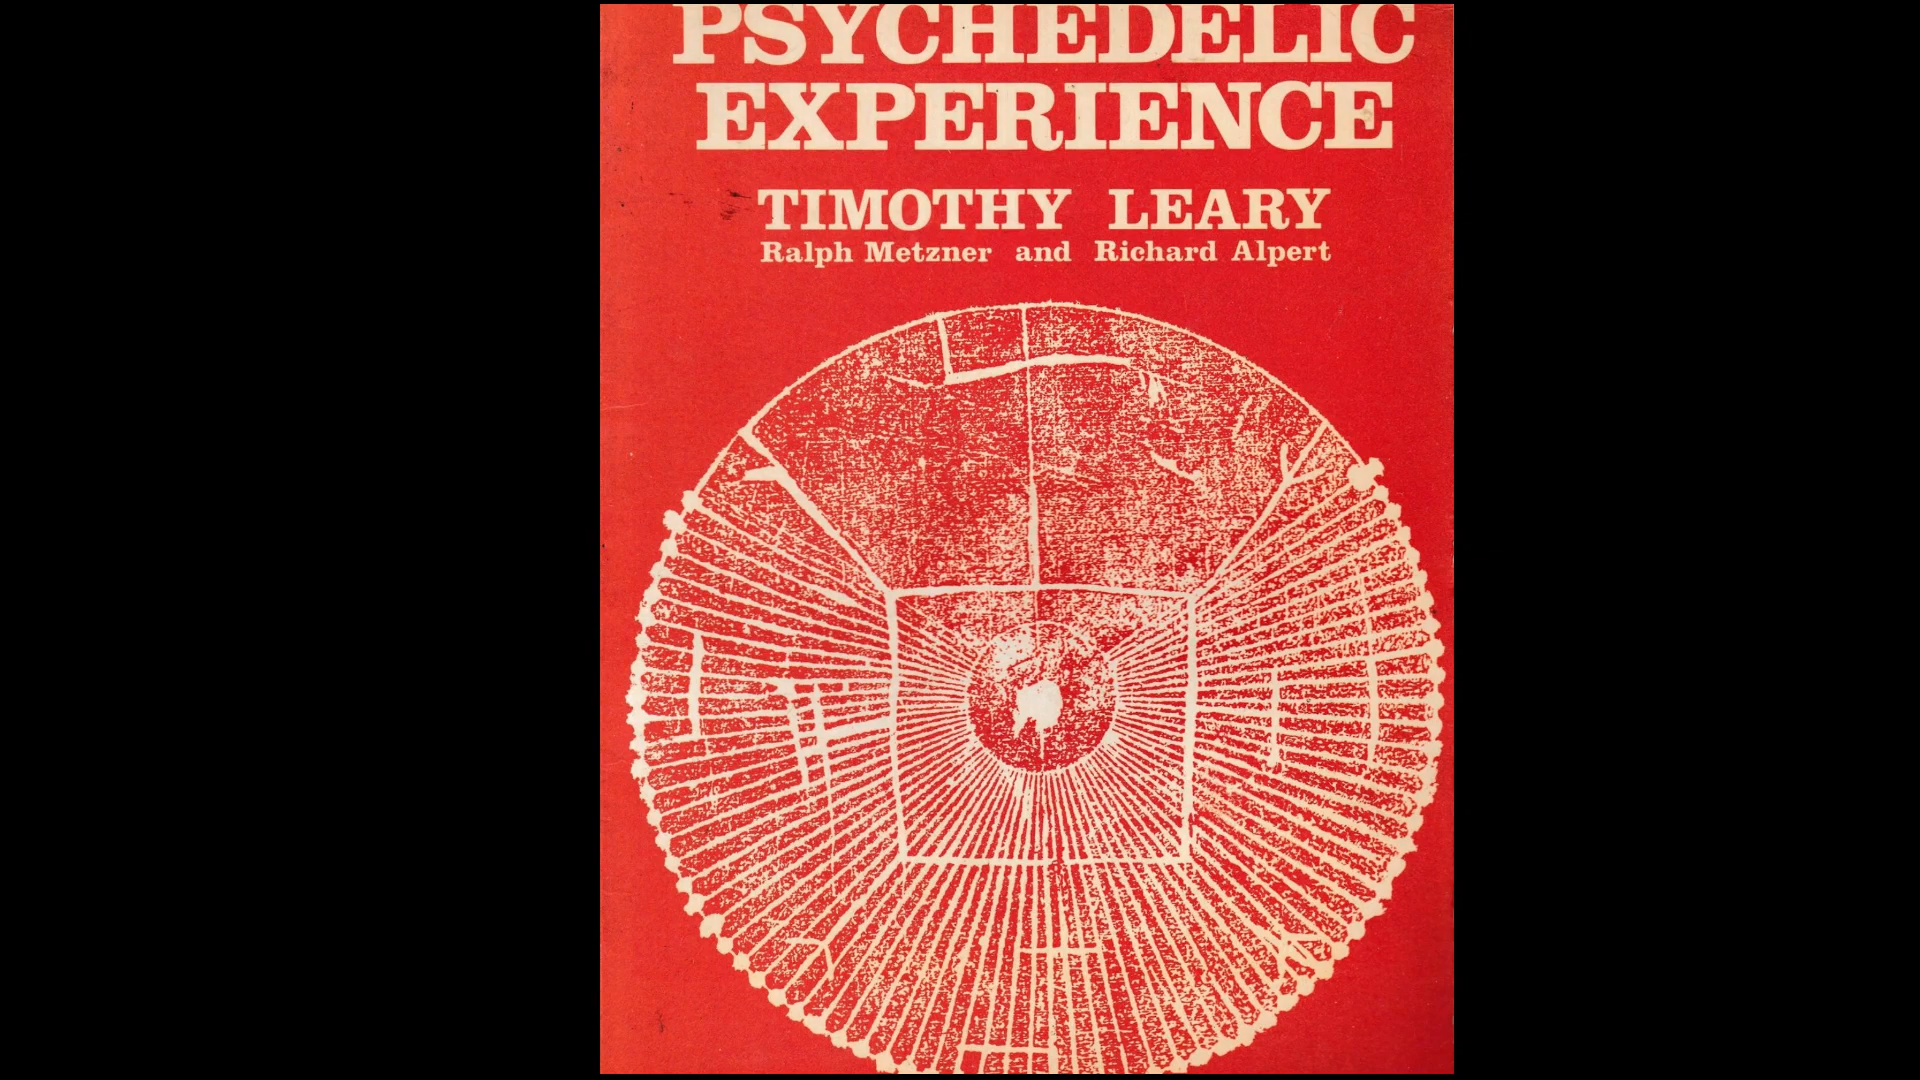 PSYCHEDELIC
EXPERIENCE
TIMOTHY LEARY
Ralph Metzner and Richard Alpert